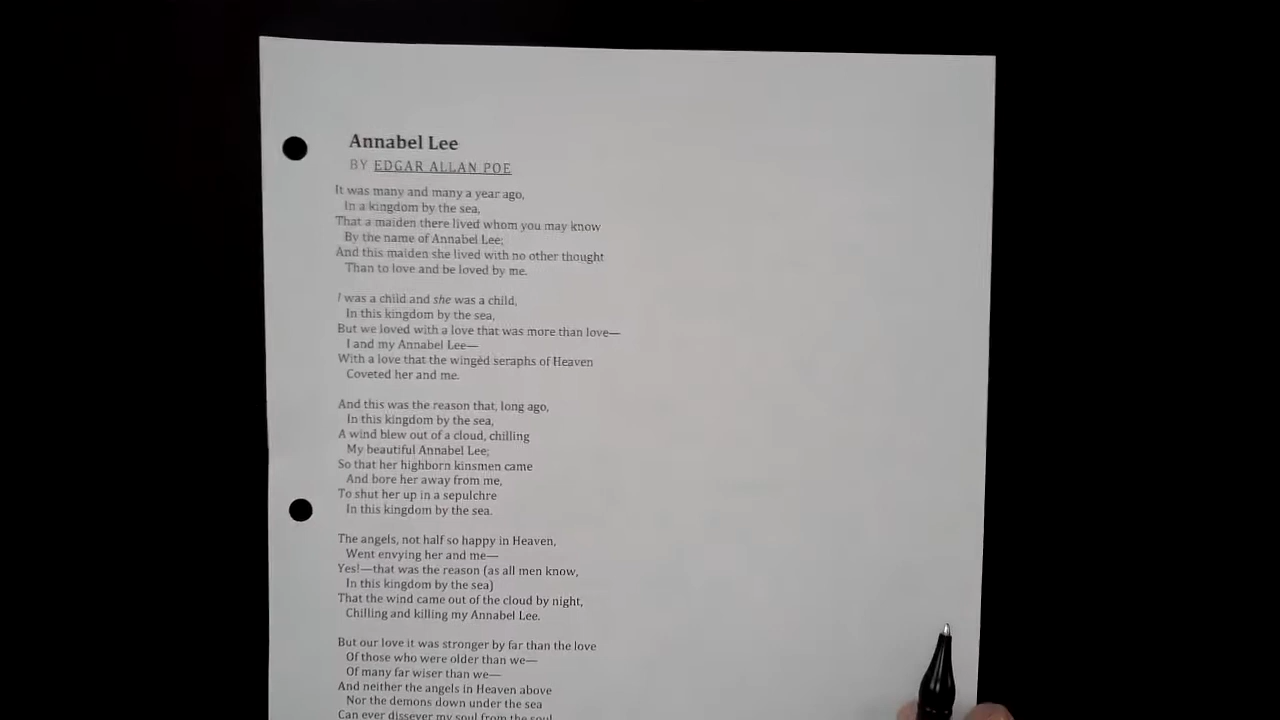 Annabel Lee
BY EDGAR ALLAN POE
It was many and many a year ago,
In a kingdom by the sea,
That a maiden there lived whom you may know
By the name of Annabel Lee;
And this maiden she lived with no other thought
Than to love and be loved by me.
I was a child and she was a child,
In this kingdom by the sea,
But we loved with a love that was more than love—
I and my Annabel Lee—
With a love that the wingèd seraphs of Heaven
Coveted her and me.
And this was the reason that, long ago,
In this kingdom by the sea,
A wind blew out of a cloud, chilling
My beautiful Annabel Lee;
So that her highborn kinsmen came
And bore her away from me,
To shut her up in a sepulchre
In this kingdom by the sea.
The angels, not half so happy in Heaven,
Went envying her and me—
Yes!—that was the reason (as all men know,
In this kingdom by the sea)
That the wind came out of the cloud by night,
Chilling and killing my Annabel Lee.
But our love it was stronger by far than the love
Of those who were older than we—
Of many far wiser than we—
And neither the angels in Heaven above
Nor the demons down under the sea
Can ever dissever my soul from the soul